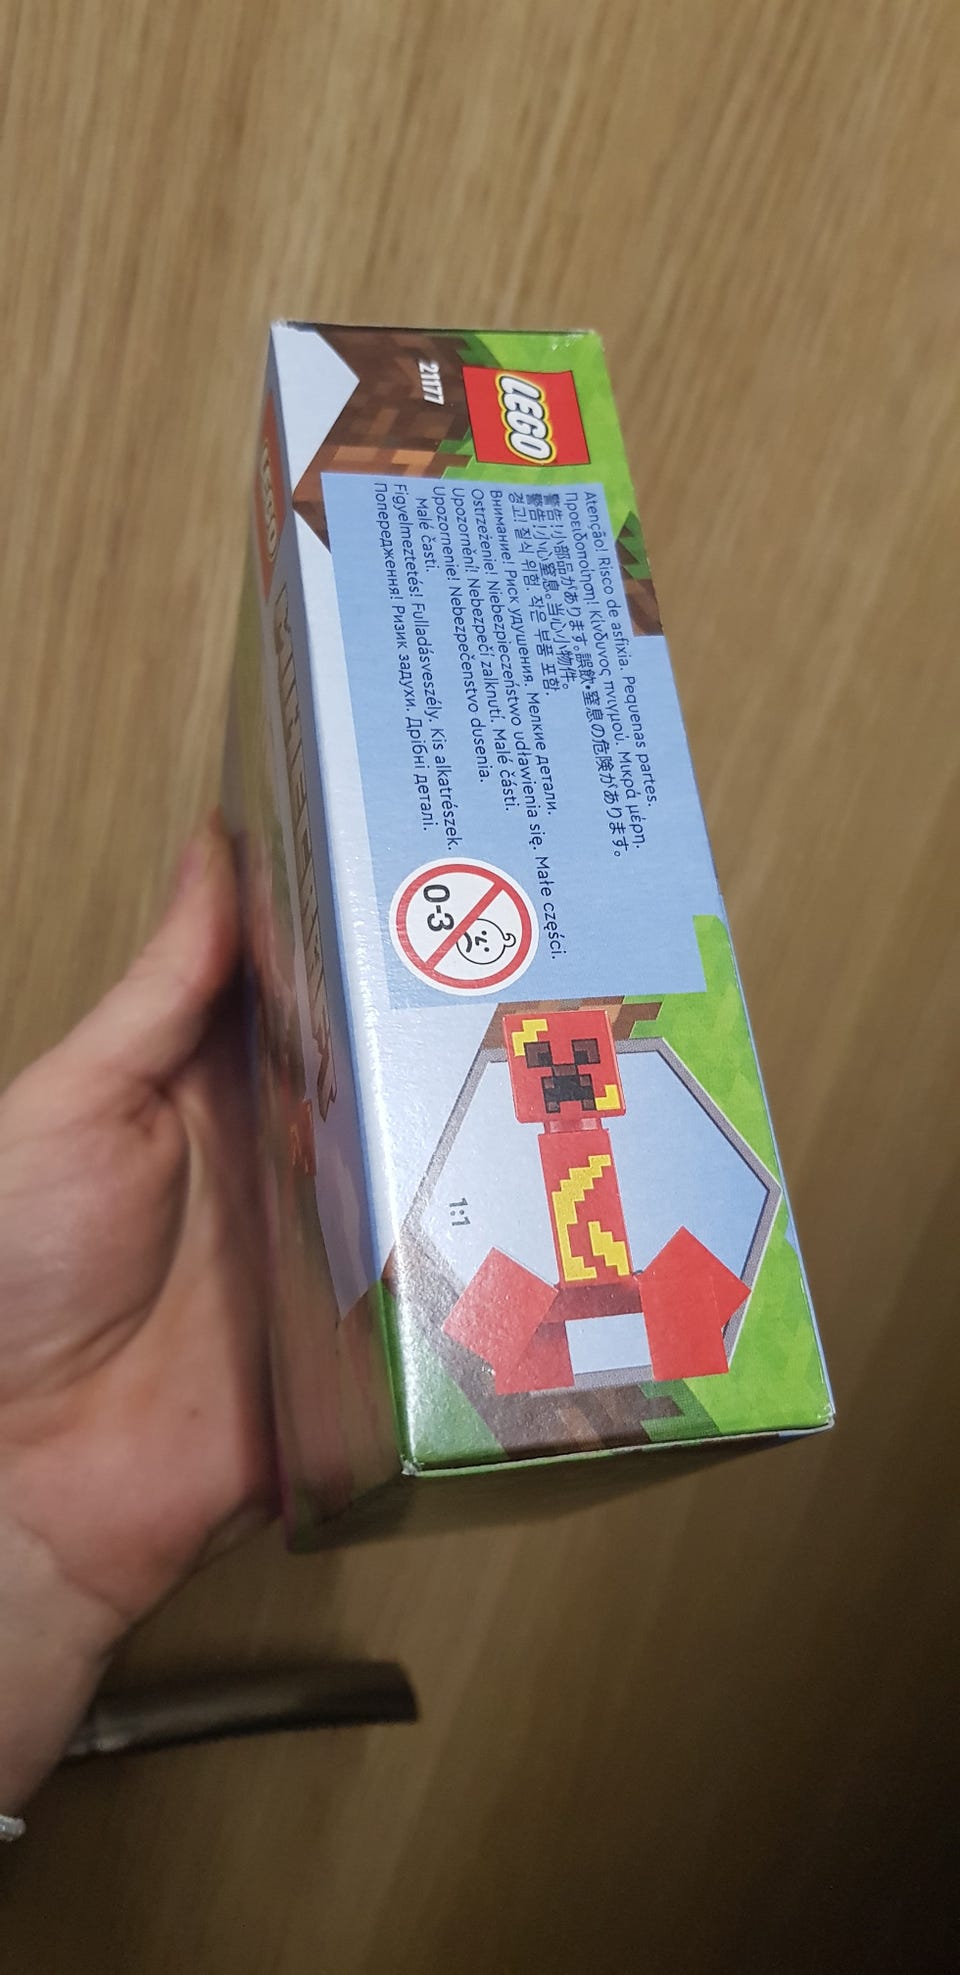 LEGO
21177
Atenção! Risco de asfixia. Pequenas partes.
Προειδοποίηση! Κίνδυνος πνιγμού. Μικρά μέρη.
警告!小部品があります。誤飲・窒息の危険があります。
警告!小心窒息。当心小物件。
경고! 질식 위험. 작은 부품 포함.
Внимание! Риск удушения. Мелкие детали.
Ostrzeżenie! Niebezpieczeństwo udławienia się. Małe części.
Upozornění! Nebezpečí zalknutí. Malé části.
Upozornenie! Nebezpečenstvo dusenia.
Malé časti.
Figyelmeztetés! Fulladásveszély. Kis alkatrészek.
Попередження! Ризик задухи. Дрібні деталі.
0-3
1:1
LEGO
MINECRAFT